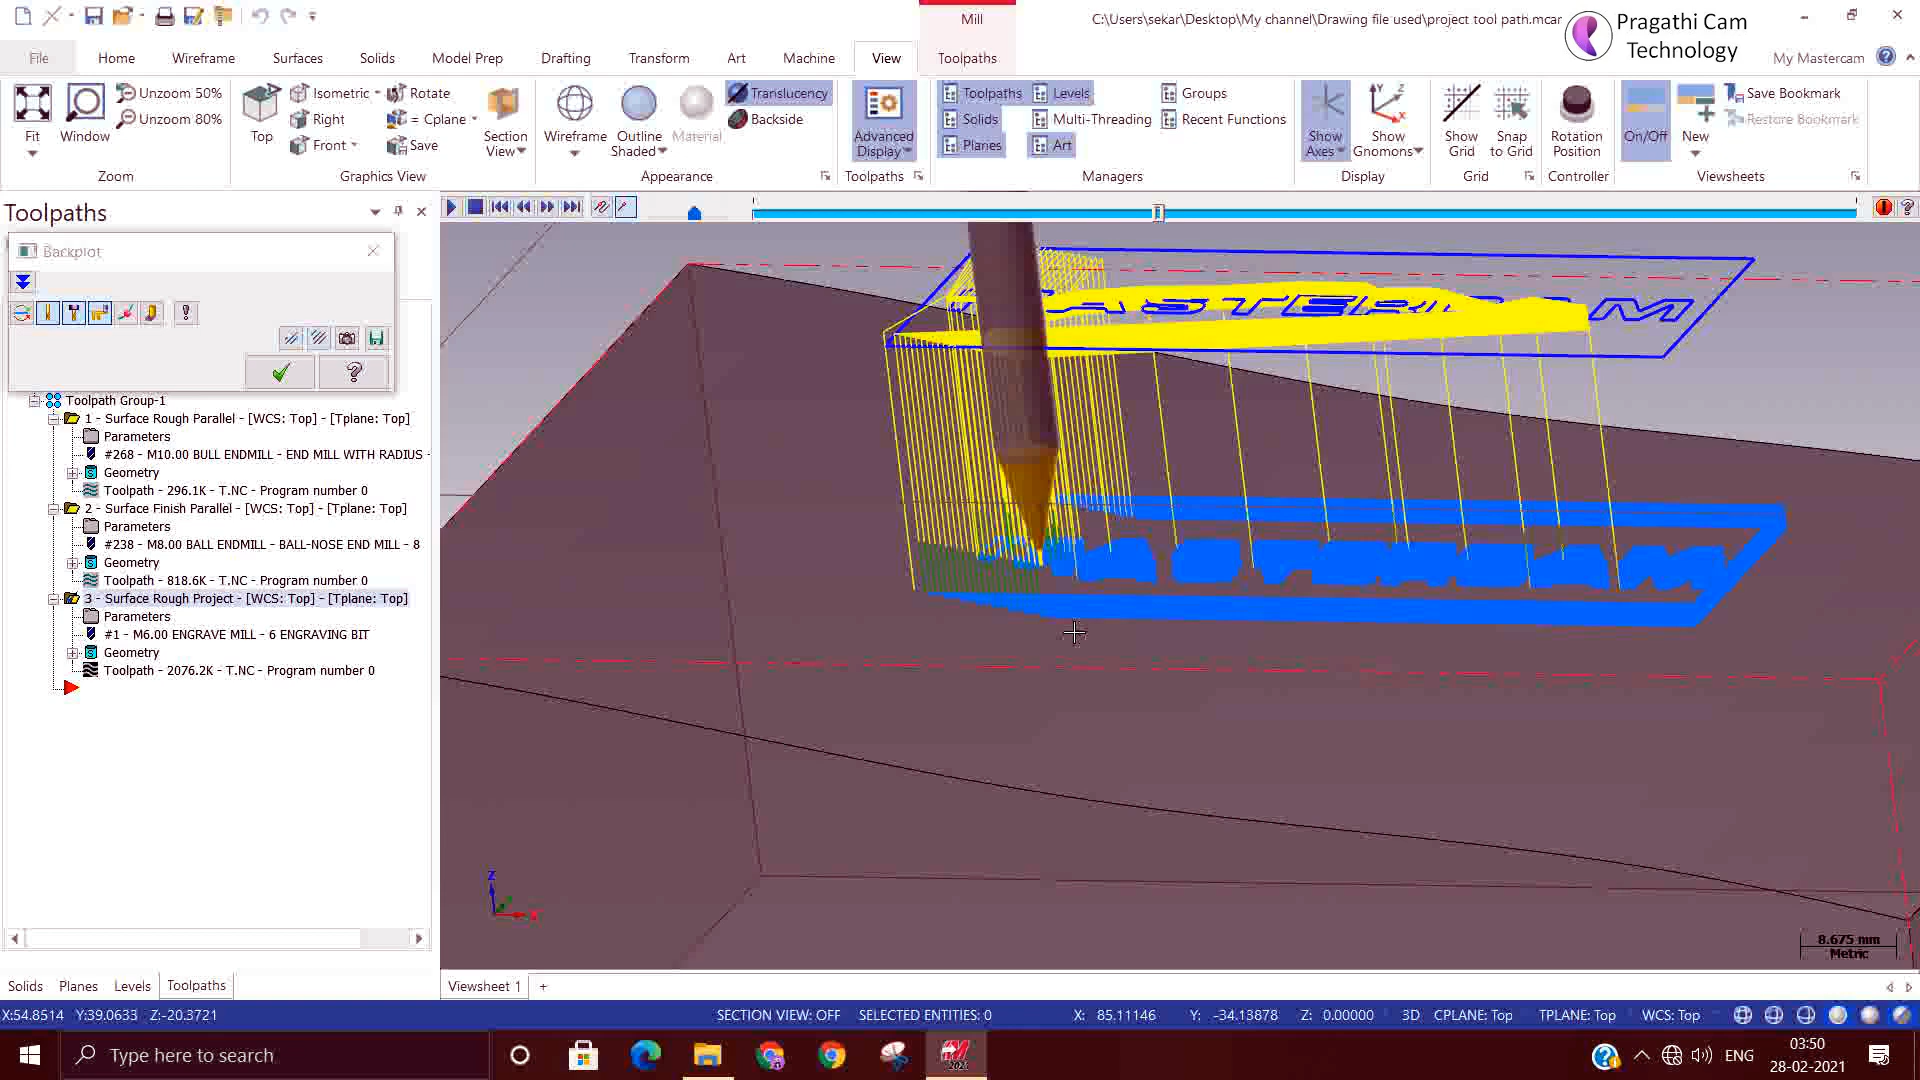 Mill
C:\Users\sekar\Desktop\My channel\Drawing file used\project tool path.mcam
Pragathi Cam
Technology
File Home Wireframe Surfaces Solids Model Prep Drafting Transform Art Machine View Toolpaths My Mastercam
Fit
Window
Unzoom 50%
Unzoom 80%
Zoom
Top
Isometric
Right
Front
Rotate
= Cplane
Save
Section
View
Graphics View
Wireframe
Outline
Shaded
Material
Translucency
Backside
Appearance
Advanced
Display
Toolpaths
Toolpaths Levels Groups
Solids Multi-Threading Recent Functions
Planes Art
Managers
Show
Axes
Show
Gnomons
Display
Show
Grid
Snap
to Grid
Grid
Rotation
Position
Controller
On/Off
New
Save Bookmark
Restore Bookmark
Viewsheets
Toolpaths
Backplot
Toolpath Group-1
1 - Surface Rough Parallel - [WCS: Top] - [Tplane: Top]
Parameters
#268 - M10.00 BULL ENDMILL - END MILL WITH RADIUS -
Geometry
Toolpath - 296.1K - T.NC - Program number 0
2 - Surface Finish Parallel - [WCS: Top] - [Tplane: Top]
Parameters
#238 - M8.00 BALL ENDMILL - BALL-NOSE END MILL - 8
Geometry
Toolpath - 818.6K - T.NC - Program number 0
3 - Surface Rough Project - [WCS: Top] - [Tplane: Top]
Parameters
#1 - M6.00 ENGRAVE MILL - 6 ENGRAVING BIT
Geometry
Toolpath - 2076.2K - T.NC - Program number 0
Z
X
8.675 mm
Metric
Solids Planes Levels Toolpaths
Viewsheet 1 +
X:54.8514 Y:39.0633 Z:-20.3721 SECTION VIEW: OFF SELECTED ENTITIES: 0 X: 85.11146 Y: -34.13878 Z: 0.00000 3D CPLANE: Top TPLANE: Top WCS: Top
Type here to search
ENG
03:50
28-02-2021